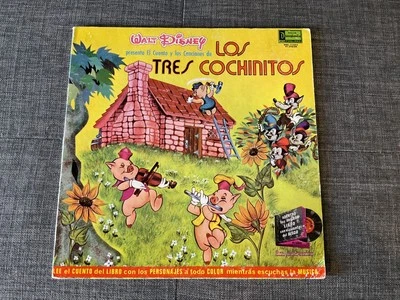 Walt Disney
presenta El Cuento y las Canciones de
LOS
TRES COCHINITOS
LEE el CUENTO del LIBRO con los PERSONAJES a todo COLOR mientras escuchas la MUSICA